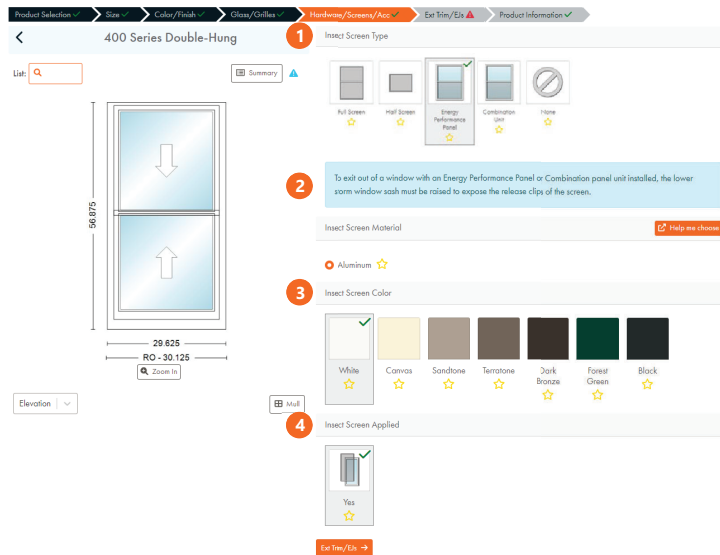 Product Selection
Size
Color/Finish
Glass/Grilles
Hardware/Screens/Acc
Ext Trim/EJs
Product Information
400 Series Double-Hung
List:
Summary
56.875
29.625
RO - 30.125
Zoom In
Elevation
Mull
1
Insect Screen Type
Full Screen
Half Screen
Energy
Performance
Panel
Combination
Unit
None
2
To exit out of a window with an Energy Performance Panel or Combination panel unit installed, the lower
storm window sash must be raised to expose the release clips of the screen.
Insect Screen Material
Help me choose
Aluminum
3
Insect Screen Color
White
Canvas
Sandtone
Terratone
Dark
Bronze
Forest
Green
Black
4
Insect Screen Applied
Yes
Ext Trim/EJs